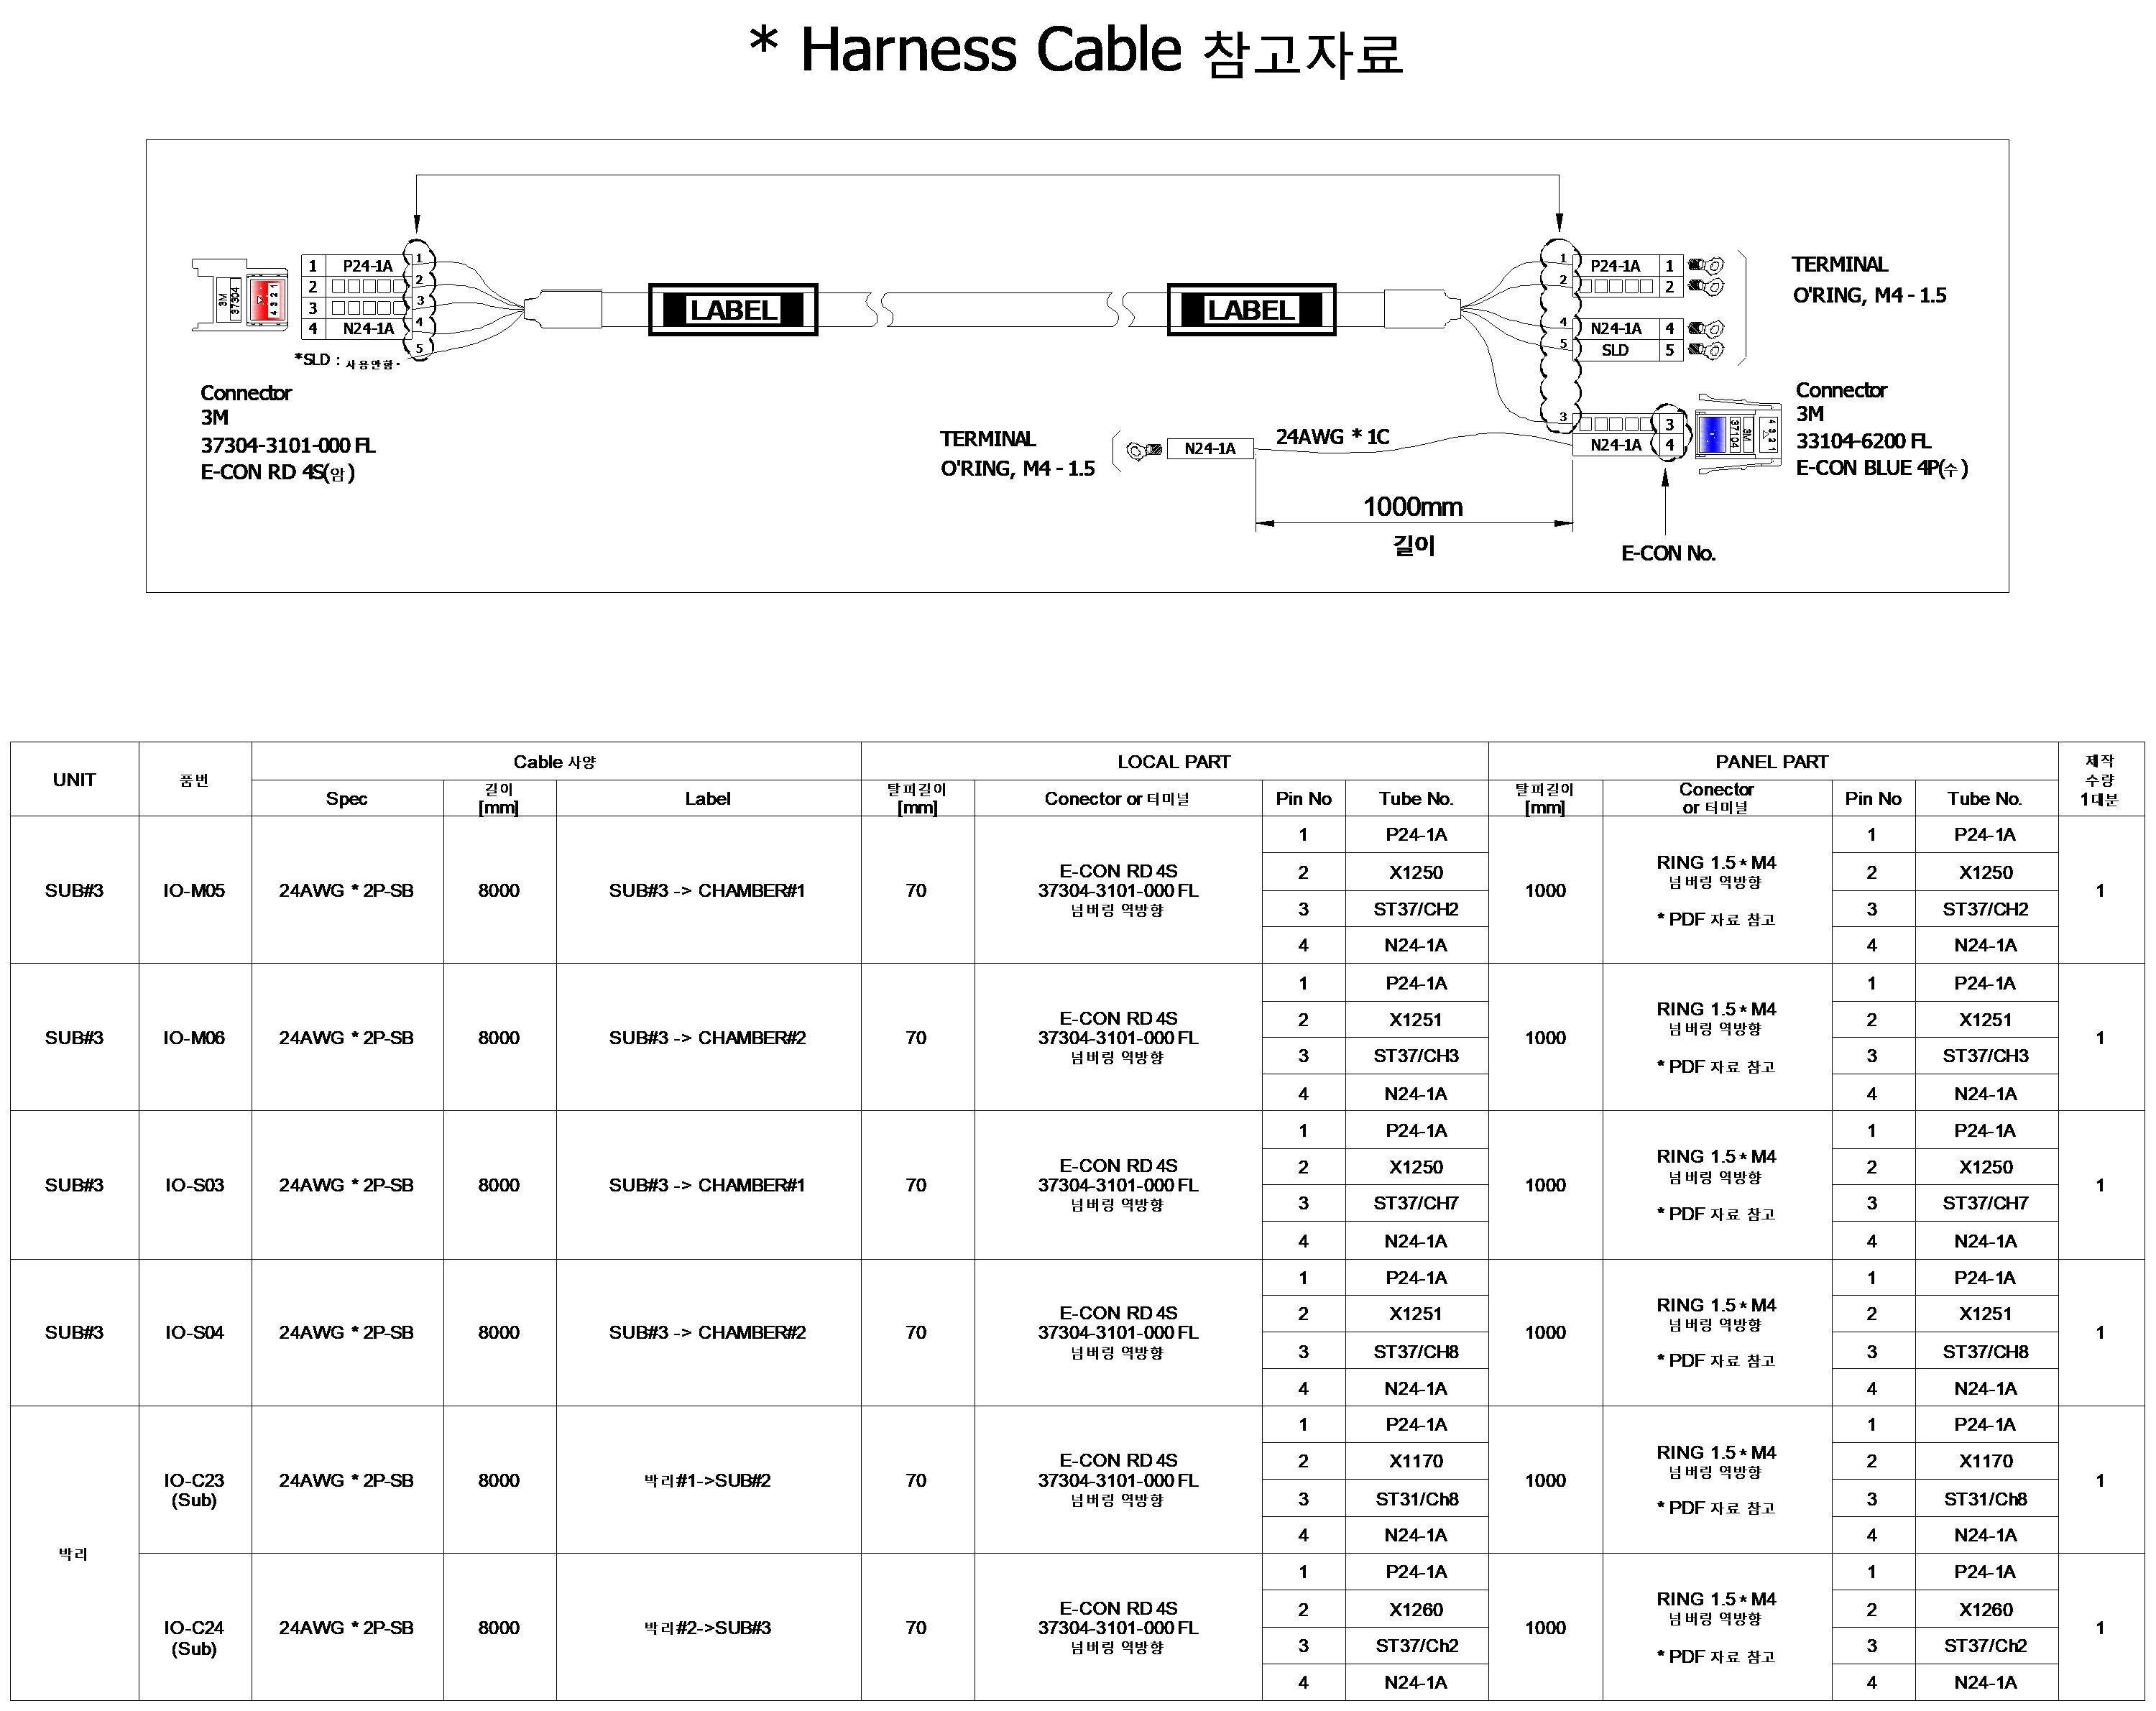 * Harness Cable 참고자료
1 P24-1A 1
2 □□□□□ 2
3 □□□□□ 3
4 N24-1A 4
*SLD : 사용안함 5
3M
37304
4 3 2 1
Connector
3M
37304-3101-000 FL
E-CON RD 4S(암)
LABEL
LABEL
1 P24-1A 1
2 □□□□□ 2
4 N24-1A 4
5 SLD 5
3 □□□□□ 3
N24-1A 4
TERMINAL
O'RING, M4 - 1.5
Connector
3M
33104-6200 FL
E-CON BLUE 4P(수)
37104
3M
4 3 2 1
TERMINAL
O'RING, M4 - 1.5
N24-1A
24AWG * 1C
1000mm
길이
E-CON No.
UNIT 품번 Cable 사양 LOCAL PART PANEL PART 제작 수량 1대분
Spec 길이 [mm] Label 탈피길이 [mm] Conector or 터미널 Pin No Tube No. 탈피길이 [mm] Conector or 터미널 Pin No Tube No.
SUB#3 IO-M05 24AWG * 2P-SB 8000 SUB#3 -> CHAMBER#1 70 E-CON RD 4S 37304-3101-000 FL 넘버링 역방향 1 P24-1A 1000 RING 1.5 * M4 넘버링 역방향 * PDF 자료 참고 1 P24-1A 1
2 X1250 2 X1250
3 ST37/CH2 3 ST37/CH2
4 N24-1A 4 N24-1A
SUB#3 IO-M06 24AWG * 2P-SB 8000 SUB#3 -> CHAMBER#2 70 E-CON RD 4S 37304-3101-000 FL 넘버링 역방향 1 P24-1A 1000 RING 1.5 * M4 넘버링 역방향 * PDF 자료 참고 1 P24-1A 1
2 X1251 2 X1251
3 ST37/CH3 3 ST37/CH3
4 N24-1A 4 N24-1A
SUB#3 IO-S03 24AWG * 2P-SB 8000 SUB#3 -> CHAMBER#1 70 E-CON RD 4S 37304-3101-000 FL 넘버링 역방향 1 P24-1A 1000 RING 1.5 * M4 넘버링 역방향 * PDF 자료 참고 1 P24-1A 1
2 X1250 2 X1250
3 ST37/CH7 3 ST37/CH7
4 N24-1A 4 N24-1A
SUB#3 IO-S04 24AWG * 2P-SB 8000 SUB#3 -> CHAMBER#2 70 E-CON RD 4S 37304-3101-000 FL 넘버링 역방향 1 P24-1A 1000 RING 1.5 * M4 넘버링 역방향 * PDF 자료 참고 1 P24-1A 1
2 X1251 2 X1251
3 ST37/CH8 3 ST37/CH8
4 N24-1A 4 N24-1A
박리 IO-C23 (Sub) 24AWG * 2P-SB 8000 박리#1->SUB#2 70 E-CON RD 4S 37304-3101-000 FL 넘버링 역방향 1 P24-1A 1000 RING 1.5 * M4 넘버링 역방향 * PDF 자료 참고 1 P24-1A 1
2 X1170 2 X1170
3 ST31/Ch8 3 ST31/Ch8
4 N24-1A 4 N24-1A
IO-C24 (Sub) 24AWG * 2P-SB 8000 박리#2->SUB#3 70 E-CON RD 4S 37304-3101-000 FL 넘버링 역방향 1 P24-1A 1000 RING 1.5 * M4 넘버링 역방향 * PDF 자료 참고 1 P24-1A 1
2 X1260 2 X1260
3 ST37/Ch2 3 ST37/Ch2
4 N24-1A 4 N24-1A